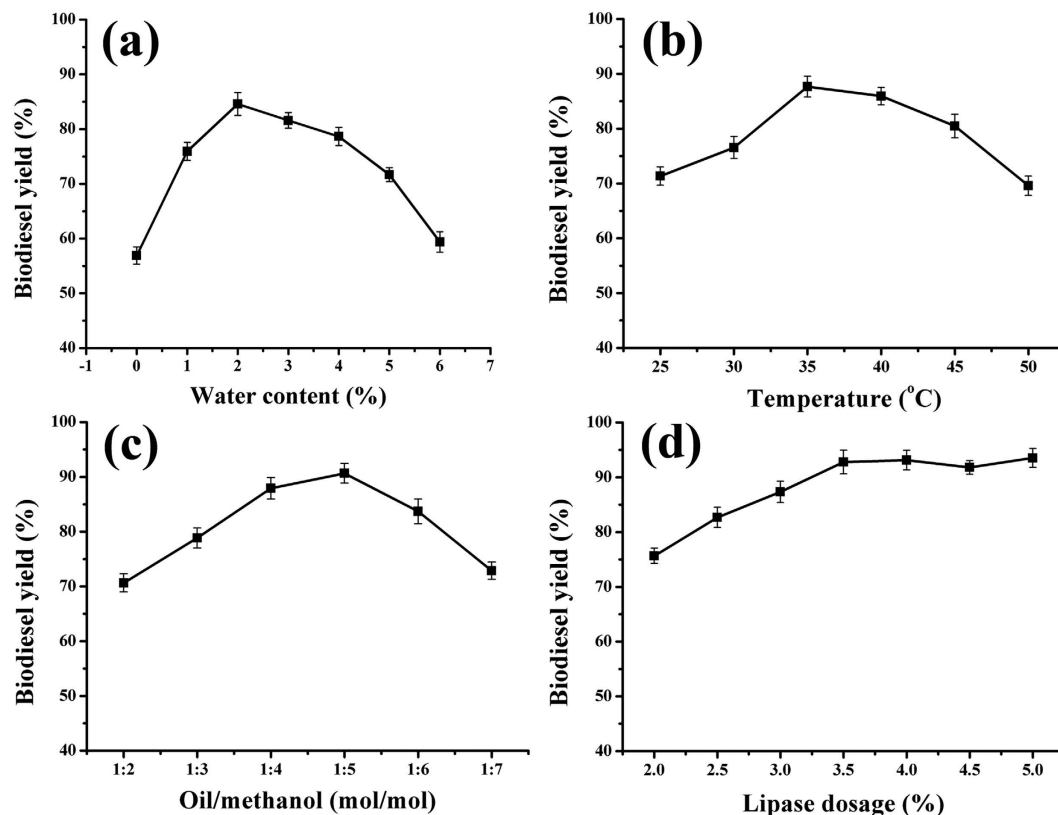 (a)
Biodiesel yield (%)
100
90
80
70
60
50
40
-1 0 1 2 3 4 5 6 7
Water content (%)
(b)
Biodiesel yield (%)
100
90
80
70
60
50
40
25 30 35 40 45 50
Temperature (°C)
(c)
Biodiesel yield (%)
100
90
80
70
60
50
40
1:2 1:3 1:4 1:5 1:6 1:7
Oil/methanol (mol/mol)
(d)
Biodiesel yield (%)
100
90
80
70
60
50
40
2.0 2.5 3.0 3.5 4.0 4.5 5.0
Lipase dosage (%)